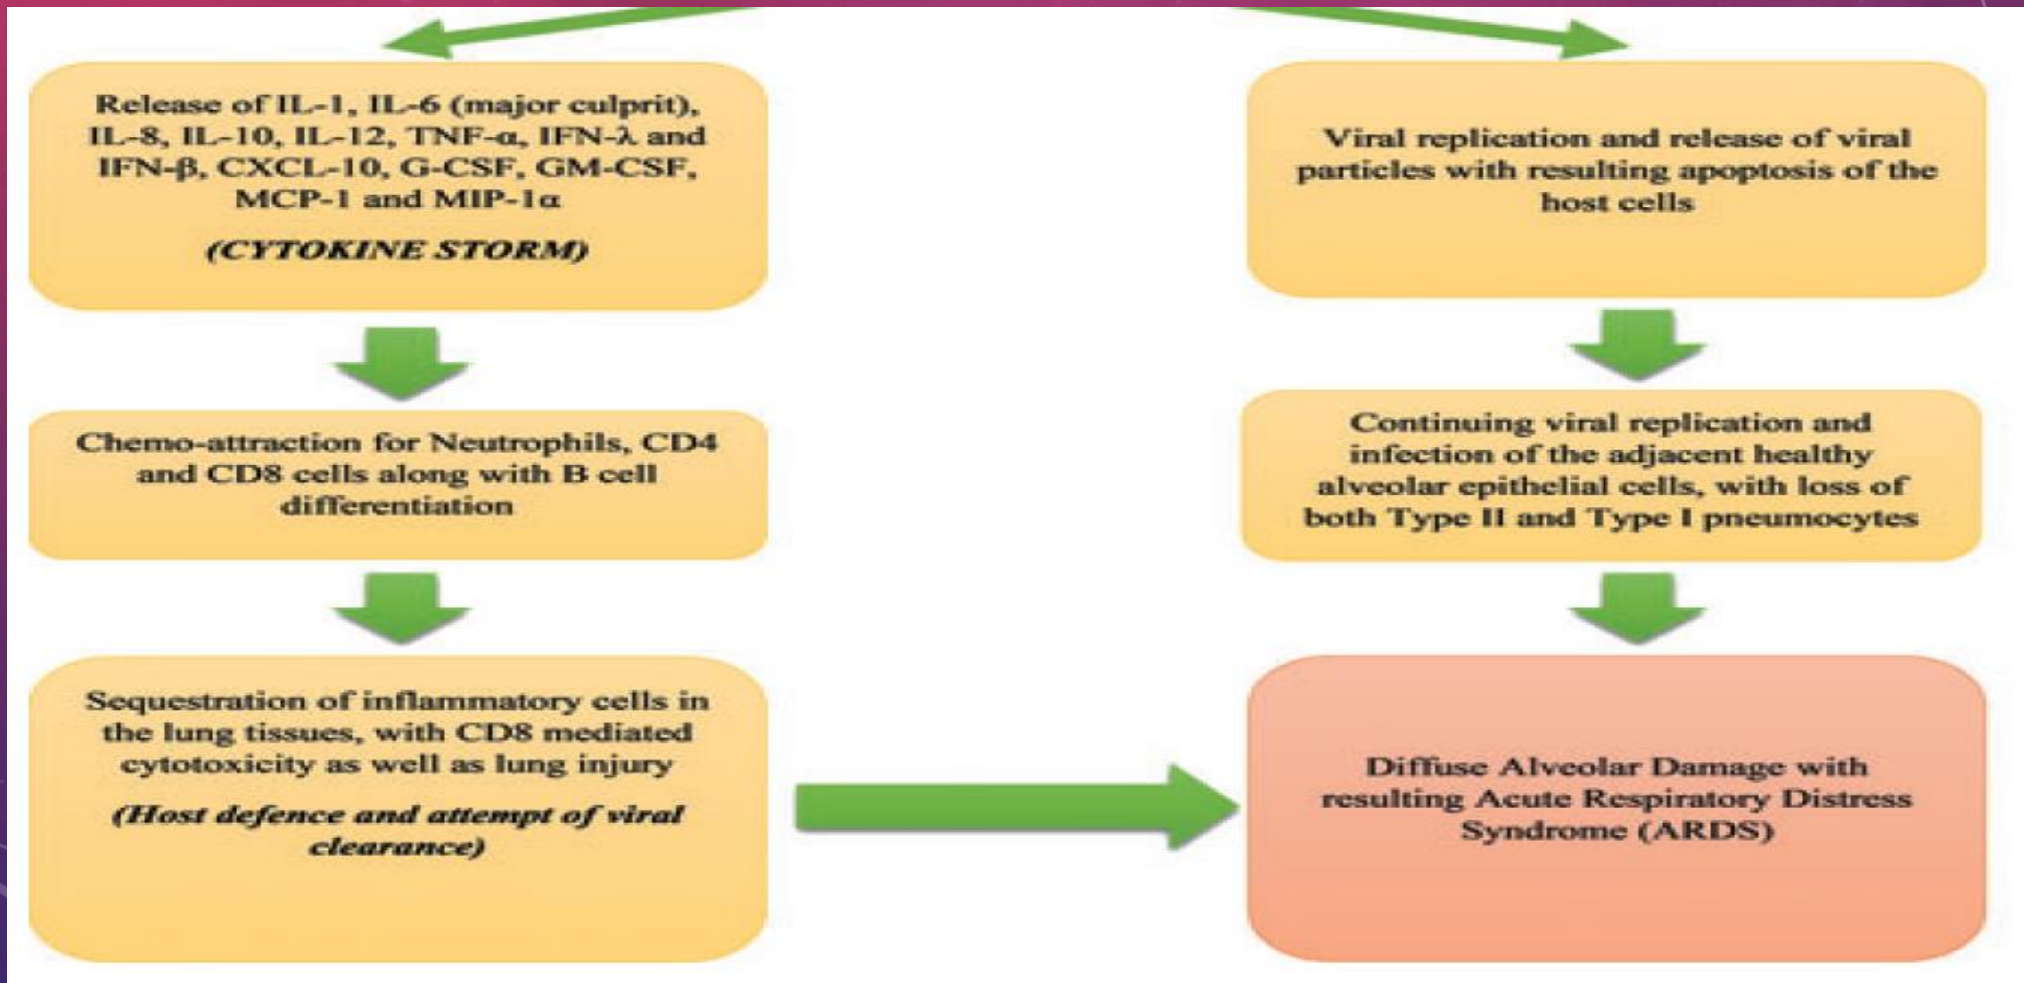 Release of IL-1, IL-6 (major culprit),
IL-8, IL-10, IL-12, TNF-α, IFN-λ and
IFN-β, CXCL-10, G-CSF, GM-CSF,
MCP-1 and MIP-1α
(CYTOKINE STORM)
Chemo-attraction for Neutrophils, CD4
and CD8 cells along with B cell
differentiation
Sequestration of inflammatory cells in
the lung tissues, with CD8 mediated
cytotoxicity as well as lung injury
(Host defence and attempt of viral
clearance)
Viral replication and release of viral
particles with resulting apoptosis of the
host cells
Continuing viral replication and
infection of the adjacent healthy
alveolar epithelial cells, with loss of
both Type II and Type I pneumocytes
Diffuse Alveolar Damage with
resulting Acute Respiratory Distress
Syndrome (ARDS)